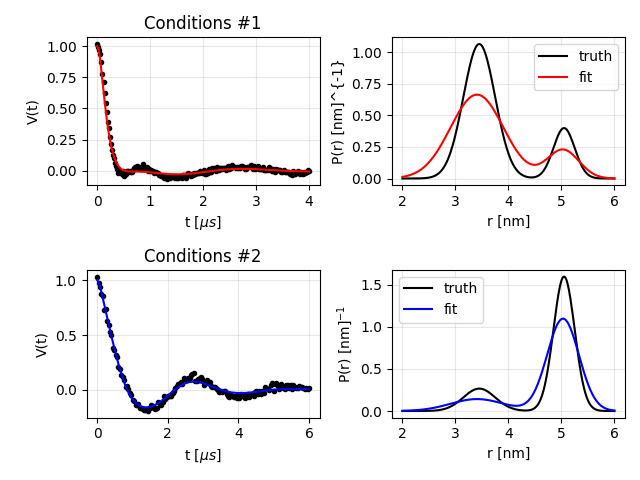 Conditions #1
V(t)
1.00
0.75
0.50
0.25
0.00
0 1 2 3 4
t [μs]
P(r) [nm]^{-1}
1.00
0.75
0.50
0.25
0.00
truth
fit
2 3 4 5 6
r [nm]
Conditions #2
V(t)
1.0
0.5
0.0
0 2 4 6
t [μs]
P(r) [nm]⁻¹
1.5
1.0
0.5
0.0
truth
fit
2 3 4 5 6
r [nm]